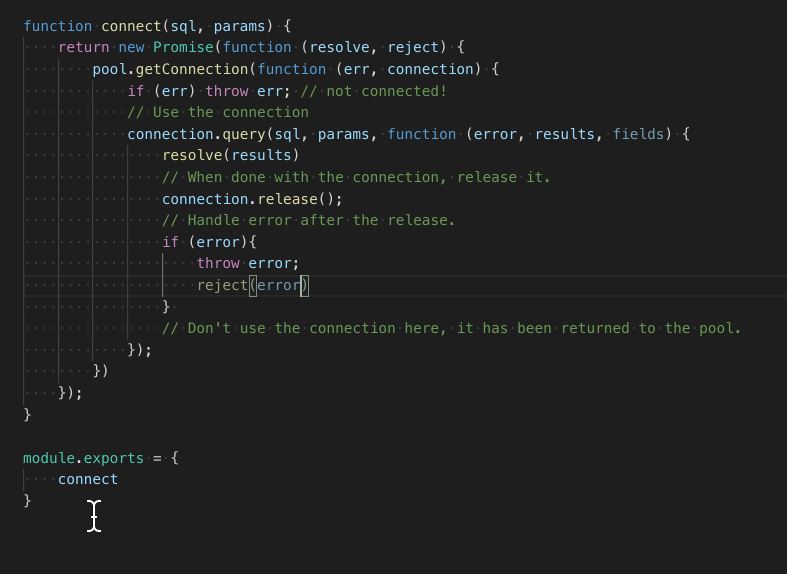 function connect(sql, params) {
    return new Promise(function (resolve, reject) {
        pool.getConnection(function (err, connection) {
            if (err) throw err; // not connected!
            // Use the connection
            connection.query(sql, params, function (error, results, fields) {
                resolve(results)
                // When done with the connection, release it.
                connection.release();
                // Handle error after the release.
                if (error){
                    throw error;
                    reject(error)
                }
                // Don't use the connection here, it has been returned to the pool.
            });
        })
    });
}

module.exports = {
    connect
}